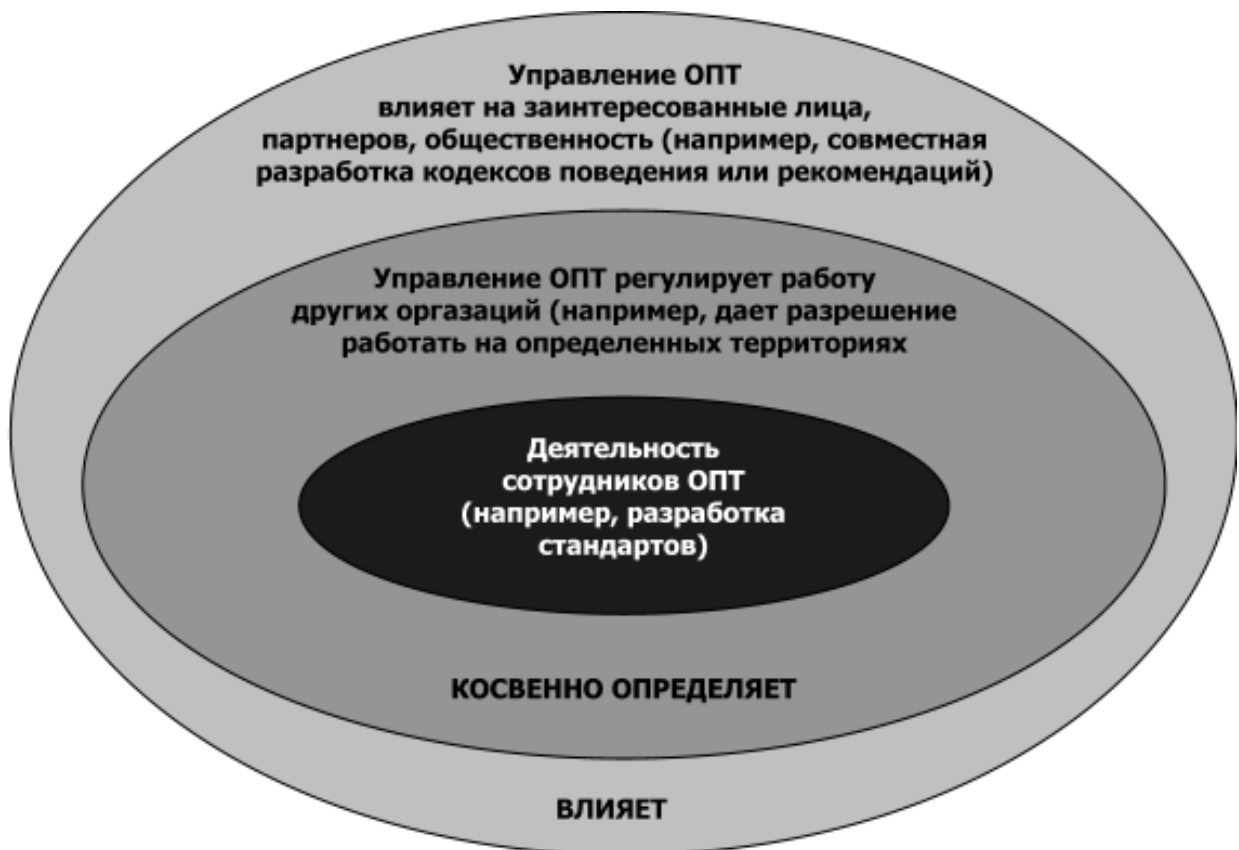 Управление ОПТ
влияет на заинтересованные лица,
партнеров, общественность (например, совместная
разработка кодексов поведения или рекомендаций)
Управление ОПТ регулирует работу
других оргазаций (например, дает разрешение
работать на определенных территориях
Деятельность
сотрудников ОПТ
(например, разработка
стандартов)
КОСВЕННО ОПРЕДЕЛЯЕТ
ВЛИЯЕТ